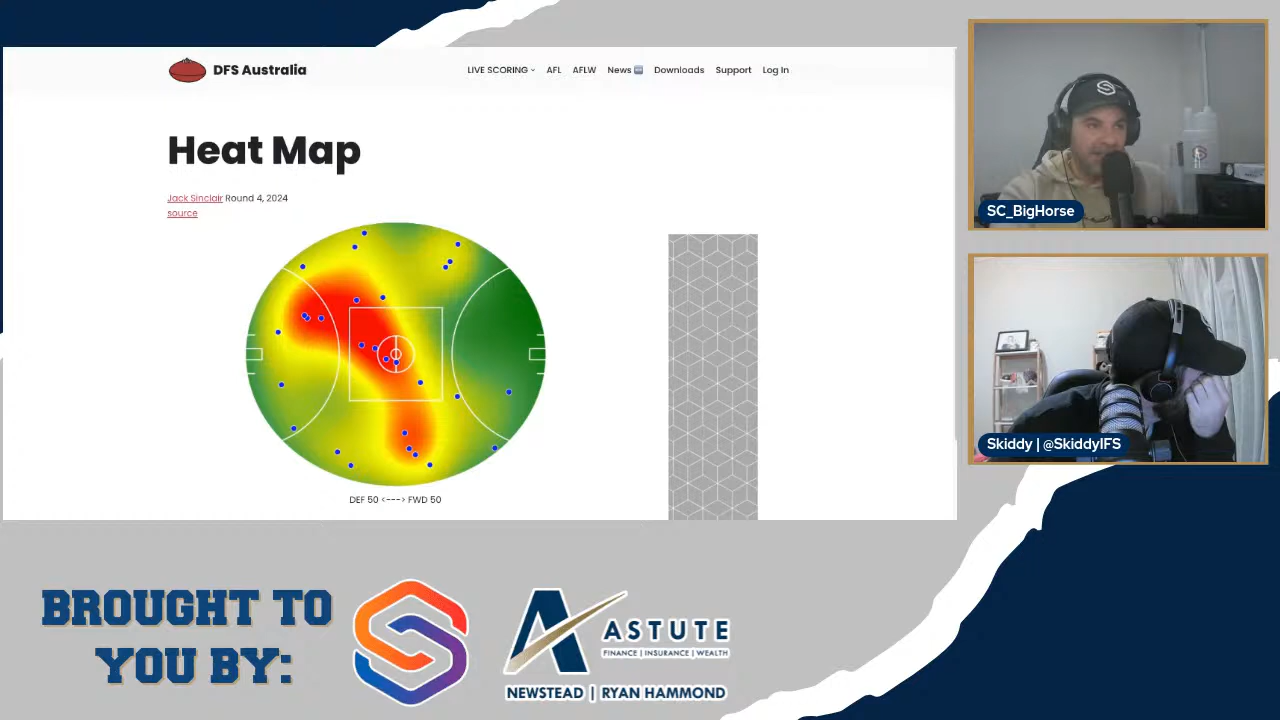 DFS Australia
LIVE SCORING AFL AFLW News Downloads Support Log In
Heat Map
Jack Sinclair Round 4, 2024
source
DEF 50 <---> FWD 50
SC_BigHorse
Skiddy | @SkiddyIFS
BROUGHT TO
YOU BY:
ASTUTE
FINANCE | INSURANCE | WEALTH
NEWSTEAD | RYAN HAMMOND